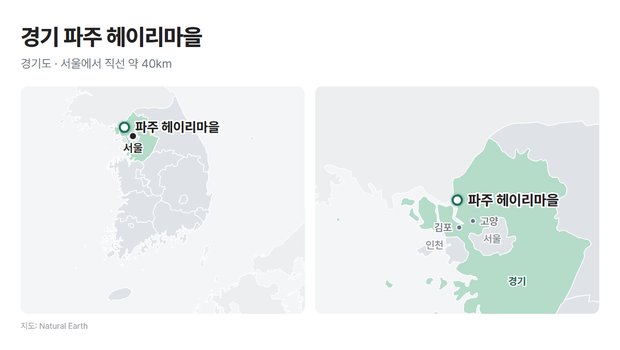 경기 파주 헤이리마을
경기도 · 서울에서 직선 약 40km
파주 헤이리마을
서울
파주 헤이리마을
고양
김포
서울
인천
경기
지도: Natural Earth